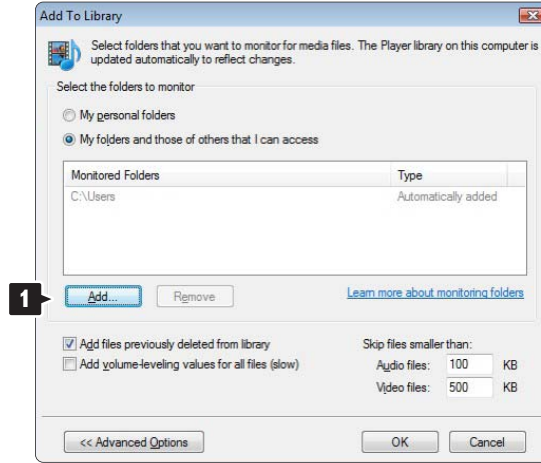 Add To Library
Select folders that you want to monitor for media files. The Player library on this computer is
updated automatically to reflect changes.
Select the folders to monitor
My personal folders
My folders and those of others that I can access
Monitored Folders Type
C:\Users Automatically added
1 Add... Remove Learn more about monitoring folders
Add files previously deleted from library Skip files smaller than:
Add volume-leveling values for all files (slow) Audio files: 100 KB
Video files: 500 KB
<< Advanced Options OK Cancel